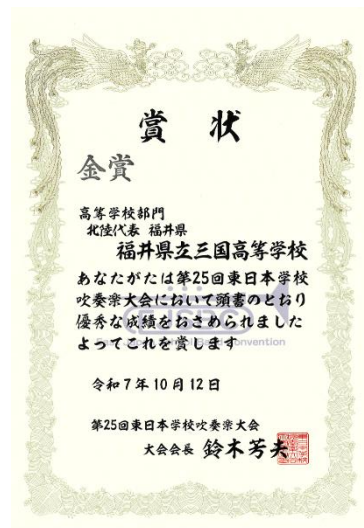 賞状
金賞
高等学校部門
北陸代表 福井県
福井県立三国高等学校
あなたがたは第25回東日本学校
吹奏楽大会において頭書のとおり
優秀な成績をおさめられました
よってこれを賞します
令和7年10月12日
第25回東日本学校吹奏楽大会
大会会長 鈴木芳夫